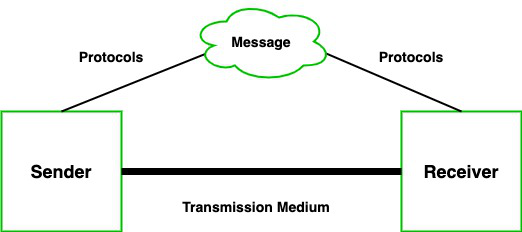 Message
Protocols
Protocols
Sender
Receiver
Transmission Medium